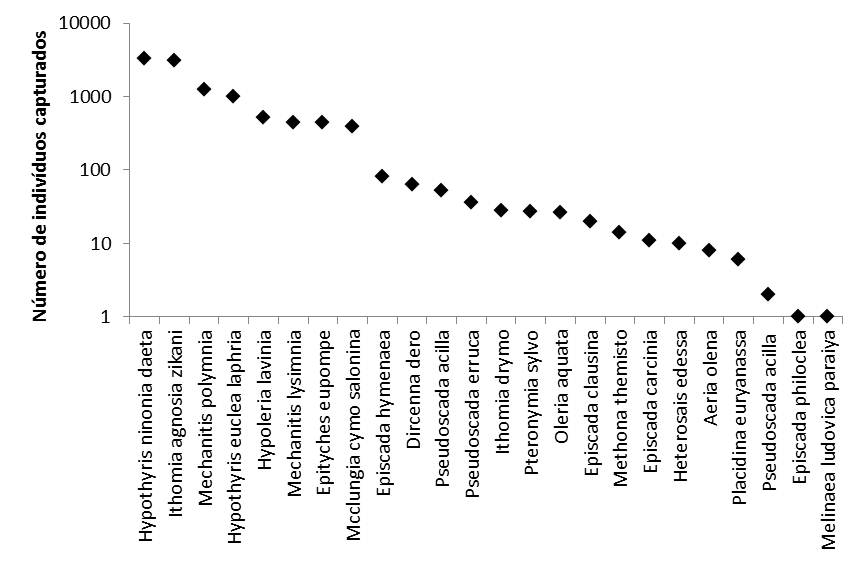 10000
1000
100
10
1
Número de indivíduos capturados
Hypothyris ninonia daeta
Ithomia agnosia zikani
Mechanitis polymnia
Hypothyris euclea laphria
Hypoleria lavinia
Mechanitis lysimnia
Epityches eupompe
Mcclungia cymo salonina
Episcada hymenaea
Dircenna dero
Pseudoscada acilla
Pseudoscada erruca
Ithomia drymo
Pteronymia sylvo
Oleria aquata
Episcada clausina
Methona themisto
Episcada carcinia
Heterosais edessa
Aeria olena
Placidina euryanassa
Pseudoscada acilla
Episcada philoclea
Melinaea ludovica paraiya